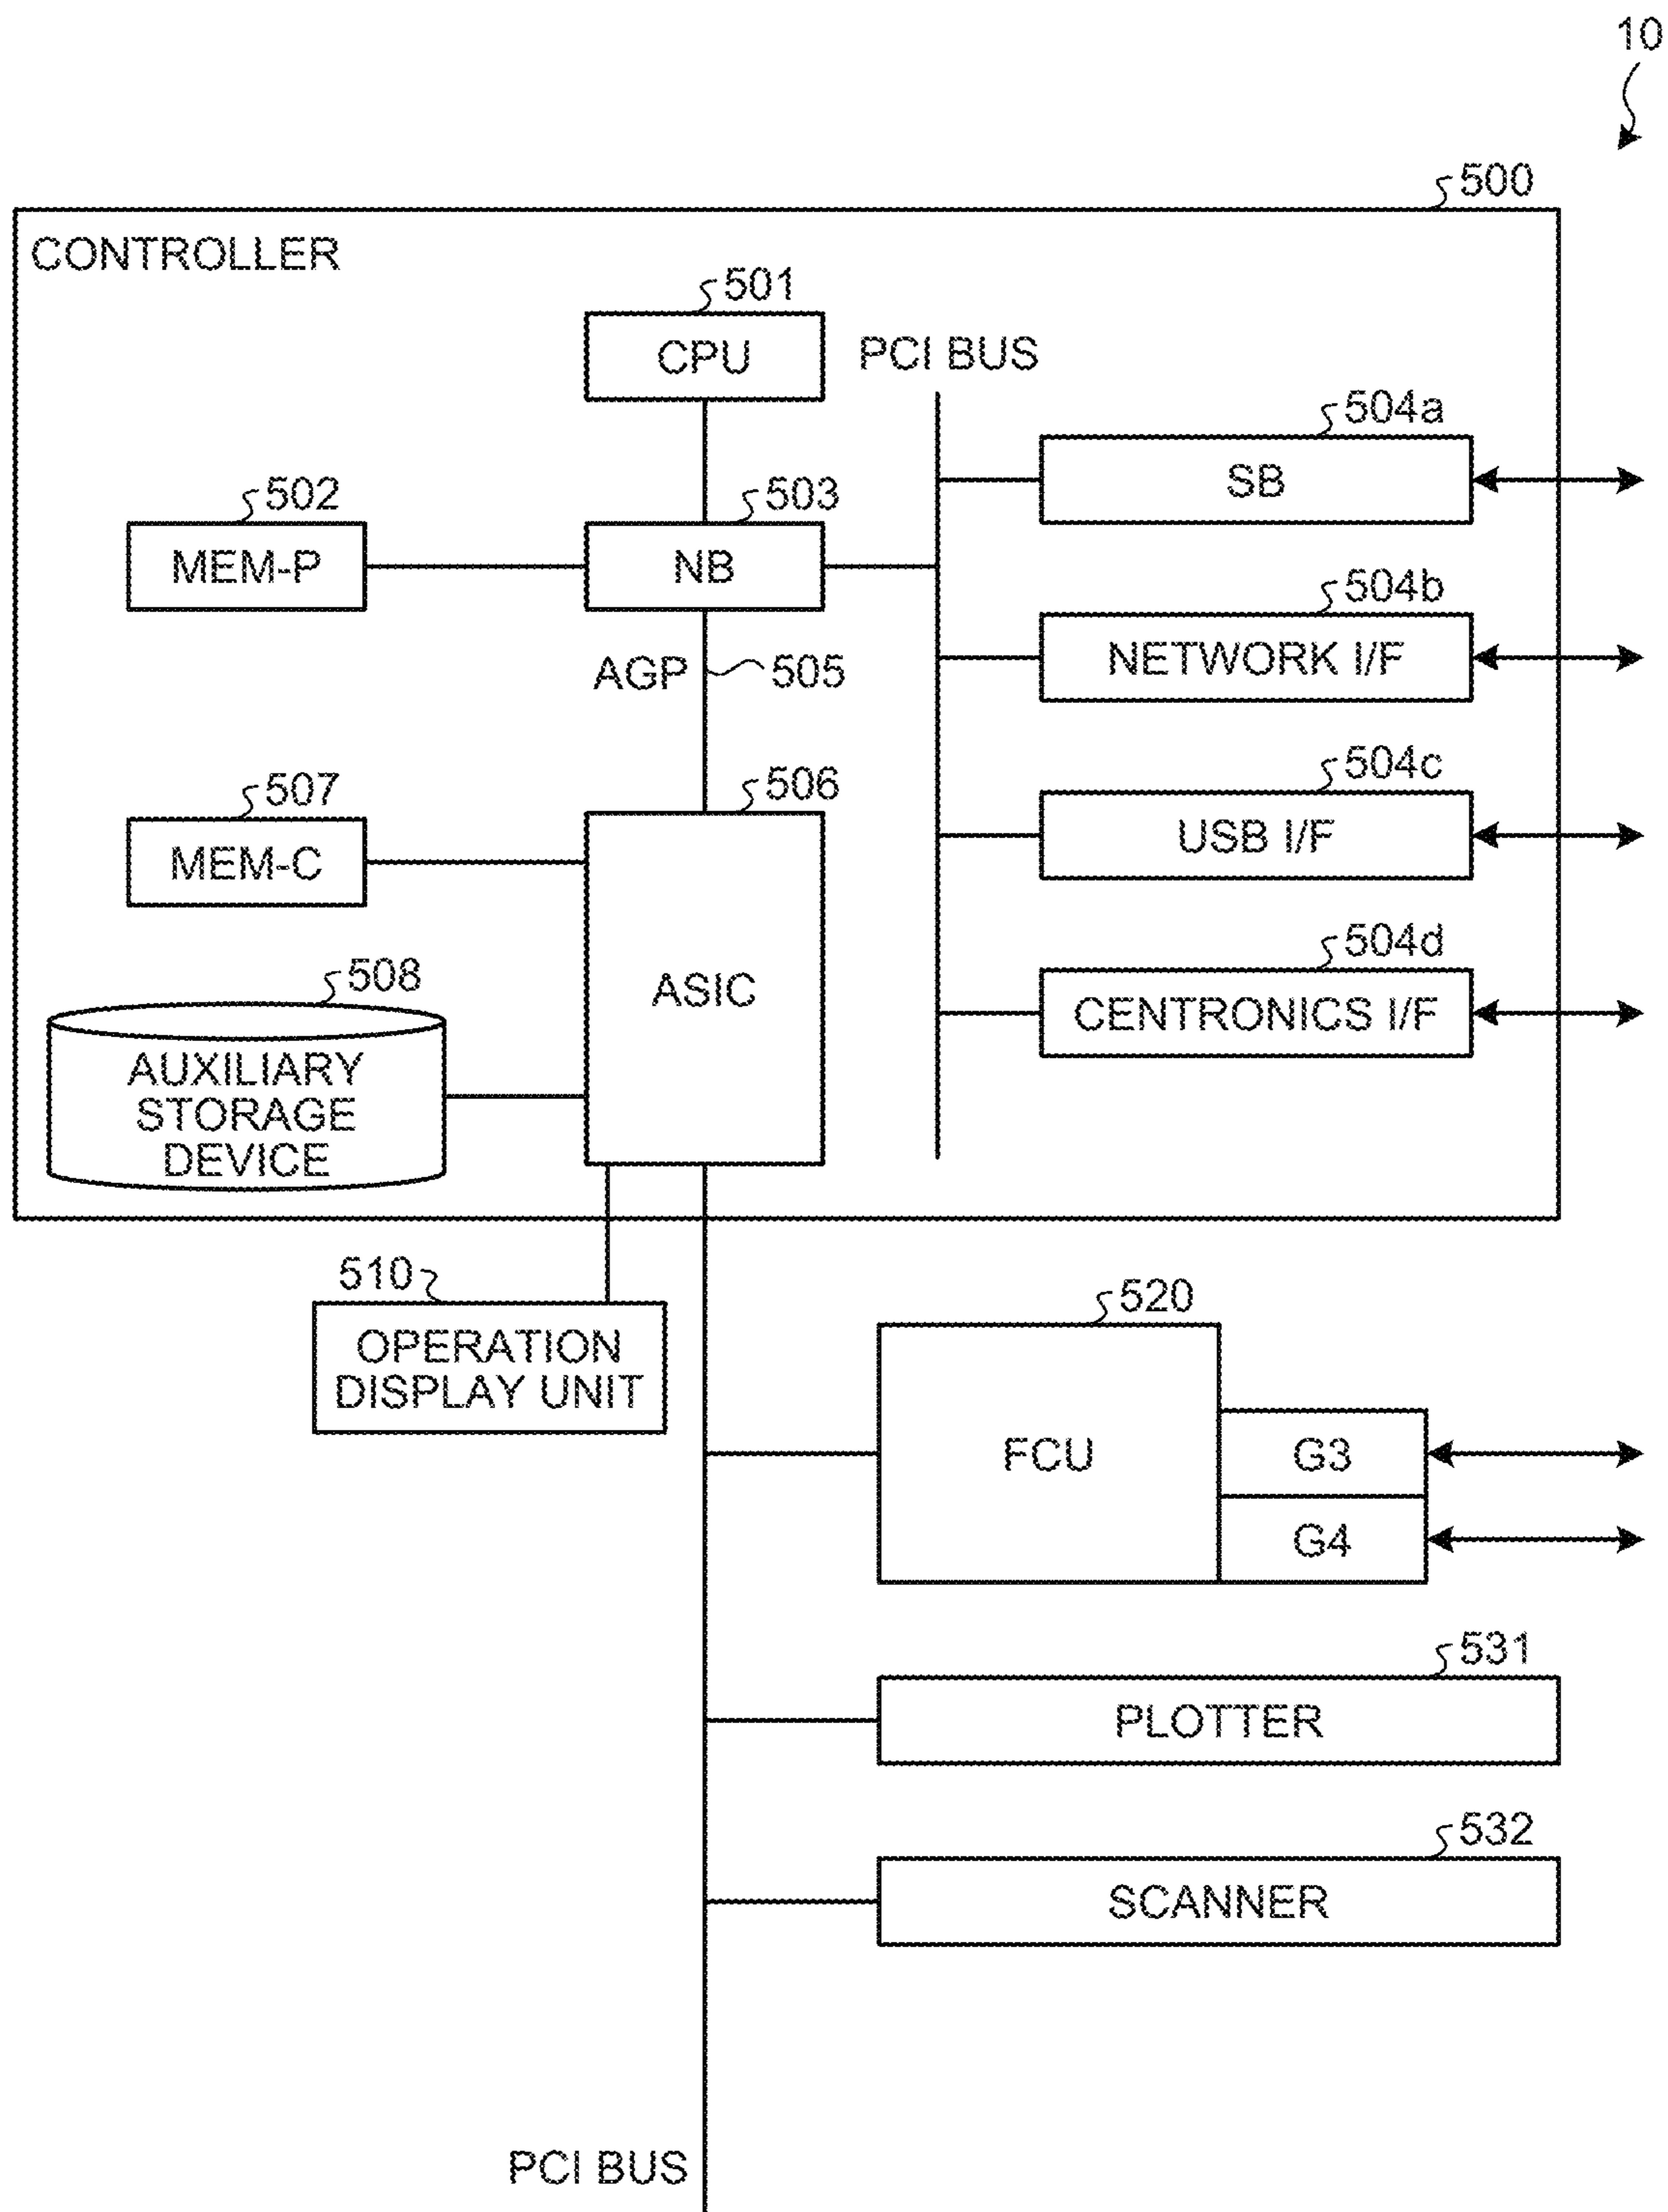 10
500
CONTROLLER
501
CPU
PCI BUS
504a
SB
502
MEM-P
503
NB
504b
NETWORK I/F
AGP
505
504c
USB I/F
507
MEM-C
506
ASIC
504d
CENTRONICS I/F
508
AUXILIARY
STORAGE
DEVICE
510
OPERATION
DISPLAY UNIT
520
FCU
G3
G4
531
PLOTTER
532
SCANNER
PCI BUS